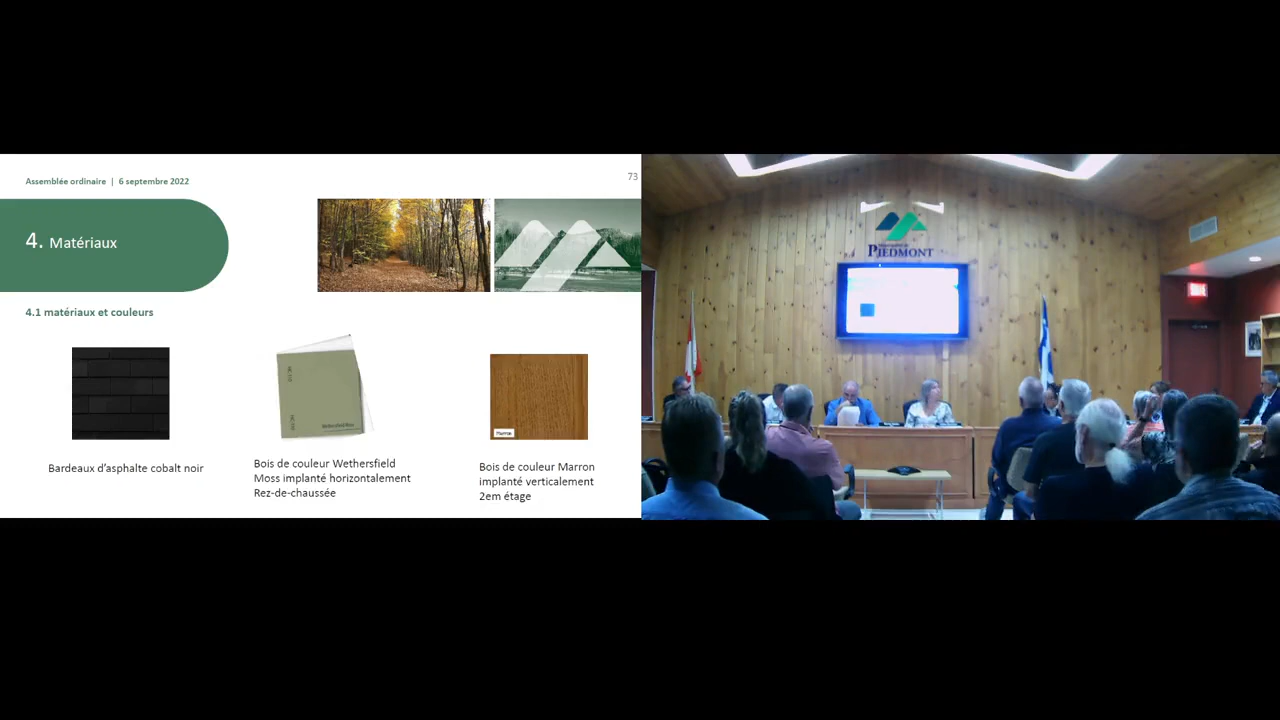 Assemblée ordinaire | 6 septembre 2022
73
4. Matériaux
4.1 matériaux et couleurs
Bardeaux d'asphalte cobalt noir
Bois de couleur Wethersfield
Moss implanté horizontalement
Rez-de-chaussée
Marron
Bois de couleur Marron
implanté verticalement
2em étage
PIEDMONT